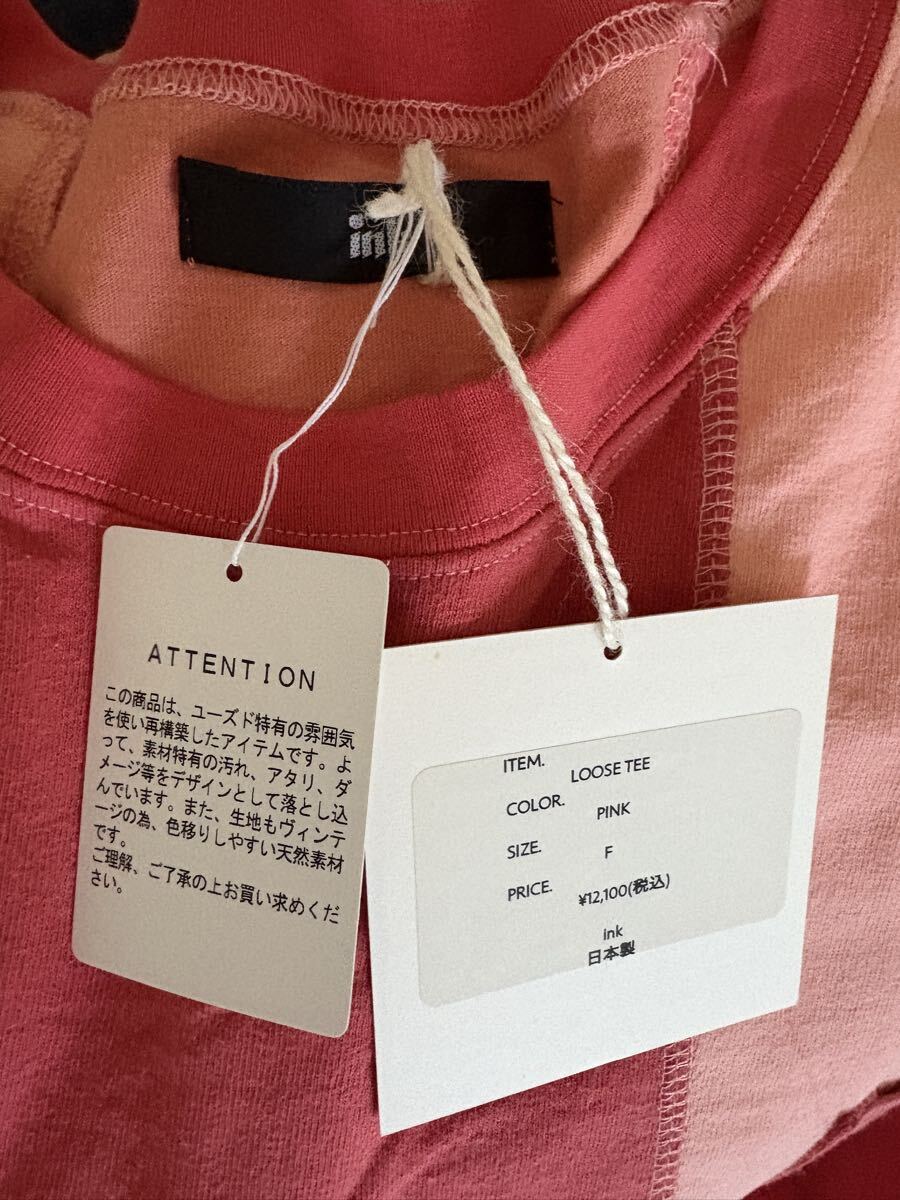 ATTENTION
この商品は、ユーズド特有の雰囲気
を使い再構築したアイテムです。よ
って、素材特有の汚れ、アタリ、ダ
メージ等をデザインとして落とし込
んでいます。また、生地もヴィンテ
ージの為、色移りしやすい天然素材
です。
ご理解、ご了承の上お買い求めくだ
さい。
ITEM. LOOSE TEE
COLOR. PINK
SIZE. F
PRICE. ¥12,100(税込)
ink
日本製